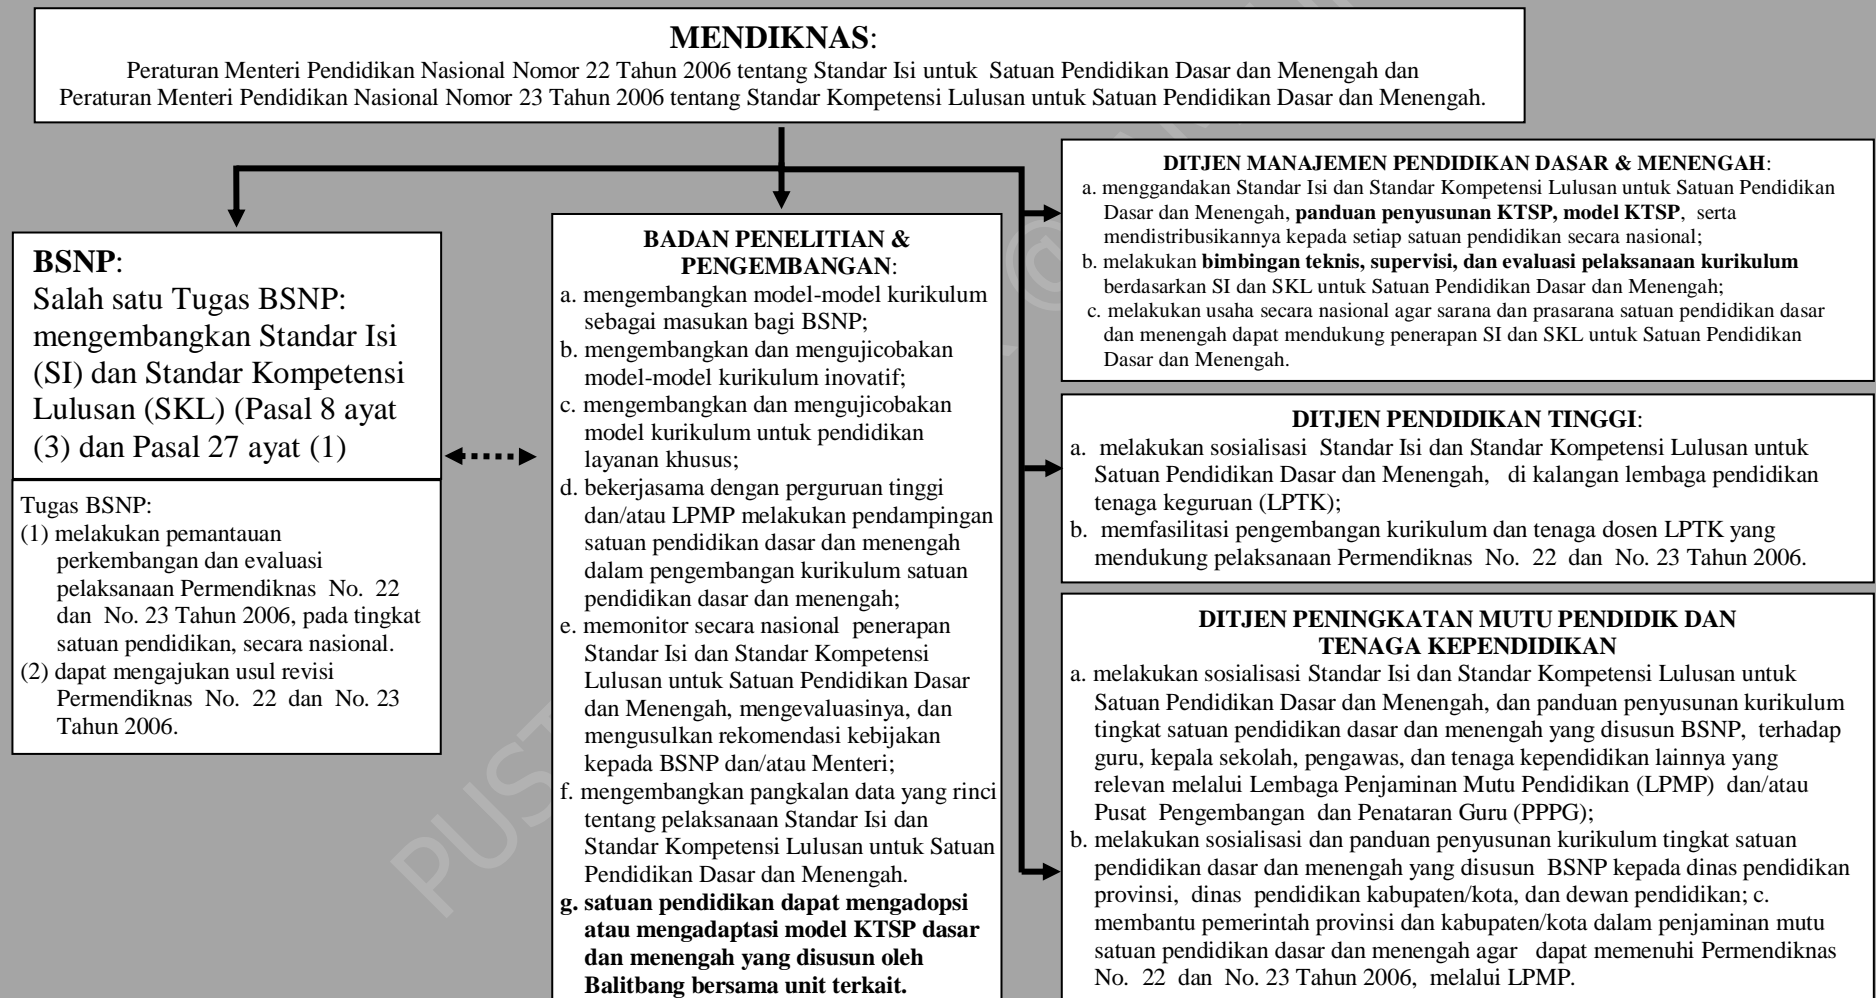 MENDIKNAS:
Peraturan Menteri Pendidikan Nasional Nomor 22 Tahun 2006 tentang Standar Isi untuk Satuan Pendidikan Dasar dan Menengah dan
Peraturan Menteri Pendidikan Nasional Nomor 23 Tahun 2006 tentang Standar Kompetensi Lulusan untuk Satuan Pendidikan Dasar dan Menengah.
BSNP:
Salah satu Tugas BSNP:
mengembangkan Standar Isi
(SI) dan Standar Kompetensi
Lulusan (SKL) (Pasal 8 ayat
(3) dan Pasal 27 ayat (1)
Tugas BSNP:
(1) melakukan pemantauan
perkembangan dan evaluasi
pelaksanaan Permendiknas No. 22
dan No. 23 Tahun 2006, pada tingkat
satuan pendidikan, secara nasional.
(2) dapat mengajukan usul revisi
Permendiknas No. 22 dan No. 23
Tahun 2006.
BADAN PENELITIAN &
PENGEMBANGAN:
a. mengembangkan model-model kurikulum
sebagai masukan bagi BSNP;
b. mengembangkan dan mengujicobakan
model-model kurikulum inovatif;
c. mengembangkan dan mengujicobakan
model kurikulum untuk pendidikan
layanan khusus;
d. bekerjasama dengan perguruan tinggi
dan/atau LPMP melakukan pendampingan
satuan pendidikan dasar dan menengah
dalam pengembangan kurikulum satuan
pendidikan dasar dan menengah;
e. memonitor secara nasional penerapan
Standar Isi dan Standar Kompetensi
Lulusan untuk Satuan Pendidikan Dasar
dan Menengah, mengevaluasinya, dan
mengusulkan rekomendasi kebijakan
kepada BSNP dan/atau Menteri;
f. mengembangkan pangkalan data yang rinci
tentang pelaksanaan Standar Isi dan
Standar Kompetensi Lulusan untuk Satuan
Pendidikan Dasar dan Menengah.
g. satuan pendidikan dapat mengadopsi
atau mengadaptasi model KTSP dasar
dan menengah yang disusun oleh
Balitbang bersama unit terkait.
DITJEN MANAJEMEN PENDIDIKAN DASAR & MENENGAH:
a. menggandakan Standar Isi dan Standar Kompetensi Lulusan untuk Satuan Pendidikan
Dasar dan Menengah, panduan penyusunan KTSP, model KTSP, serta
mendistribusikannya kepada setiap satuan pendidikan secara nasional;
b. melakukan bimbingan teknis, supervisi, dan evaluasi pelaksanaan kurikulum
berdasarkan SI dan SKL untuk Satuan Pendidikan Dasar dan Menengah;
c. melakukan usaha secara nasional agar sarana dan prasarana satuan pendidikan dasar
dan menengah dapat mendukung penerapan SI dan SKL untuk Satuan Pendidikan
Dasar dan Menengah.
DITJEN PENDIDIKAN TINGGI:
a. melakukan sosialisasi Standar Isi dan Standar Kompetensi Lulusan untuk
Satuan Pendidikan Dasar dan Menengah, di kalangan lembaga pendidikan
tenaga keguruan (LPTK);
b. memfasilitasi pengembangan kurikulum dan tenaga dosen LPTK yang
mendukung pelaksanaan Permendiknas No. 22 dan No. 23 Tahun 2006.
DITJEN PENINGKATAN MUTU PENDIDIK DAN
TENAGA KEPENDIDIKAN
a. melakukan sosialisasi Standar Isi dan Standar Kompetensi Lulusan untuk
Satuan Pendidikan Dasar dan Menengah, dan panduan penyusunan kurikulum
tingkat satuan pendidikan dasar dan menengah yang disusun BSNP, terhadap
guru, kepala sekolah, pengawas, dan tenaga kependidikan lainnya yang
relevan melalui Lembaga Penjaminan Mutu Pendidikan (LPMP) dan/atau
Pusat Pengembangan dan Penataran Guru (PPPG);
b. melakukan sosialisasi dan panduan penyusunan kurikulum tingkat satuan
pendidikan dasar dan menengah yang disusun BSNP kepada dinas pendidikan
provinsi, dinas pendidikan kabupaten/kota, dan dewan pendidikan; c.
membantu pemerintah provinsi dan kabupaten/kota dalam penjaminan mutu
satuan pendidikan dasar dan menengah agar dapat memenuhi Permendiknas
No. 22 dan No. 23 Tahun 2006, melalui LPMP.